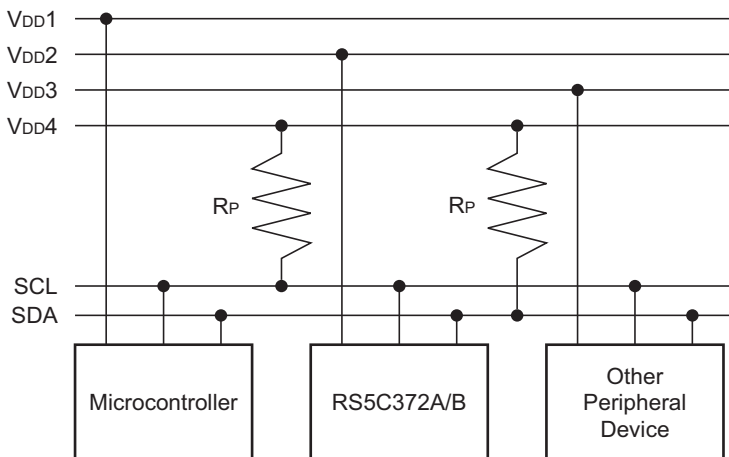 VDD1
VDD2
VDD3
VDD4
RP
RP
SCL
SDA
Microcontroller
RS5C372A/B
Other
Peripheral
Device